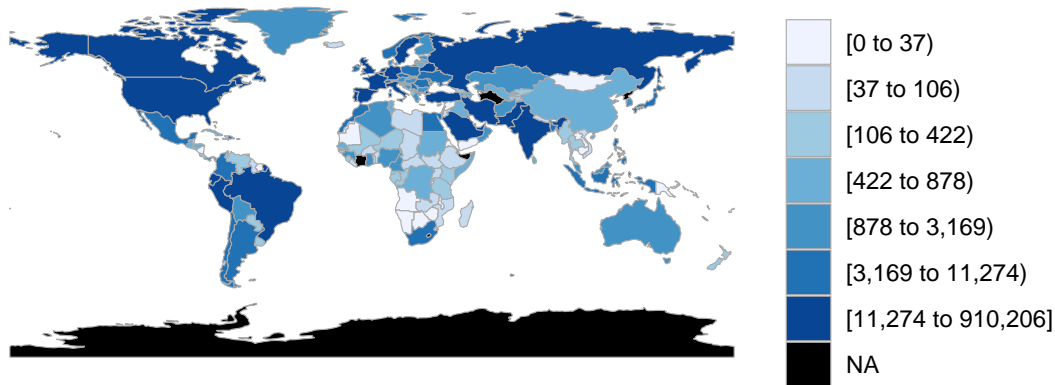 [0 to 37)
[37 to 106)
[106 to 422)
[422 to 878)
[878 to 3,169)
[3,169 to 11,274)
[11,274 to 910,206]
NA